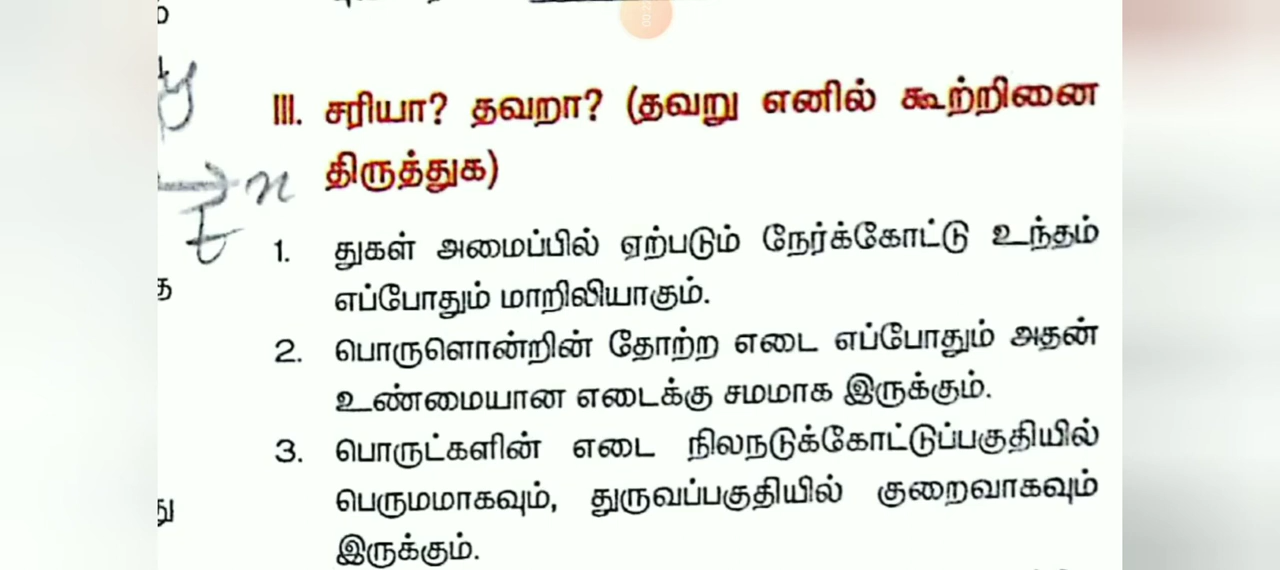 III. சரியா? தவறா? (தவறு எனில் கூற்றினை
திருத்துக)
n
t
1. துகள் அமைப்பில் ஏற்படும் நேர்க்கோட்டு உந்தம்
எப்போதும் மாறிலியாகும்.
2. பொருளொன்றின் தோற்ற எடை எப்போதும் அதன்
உண்மையான எடைக்கு சமமாக இருக்கும்.
3. பொருட்களின் எடை நிலநடுக்கோட்டுப்பகுதியில்
பெருமமாகவும், துருவப்பகுதியில் குறைவாகவும்
இருக்கும்.